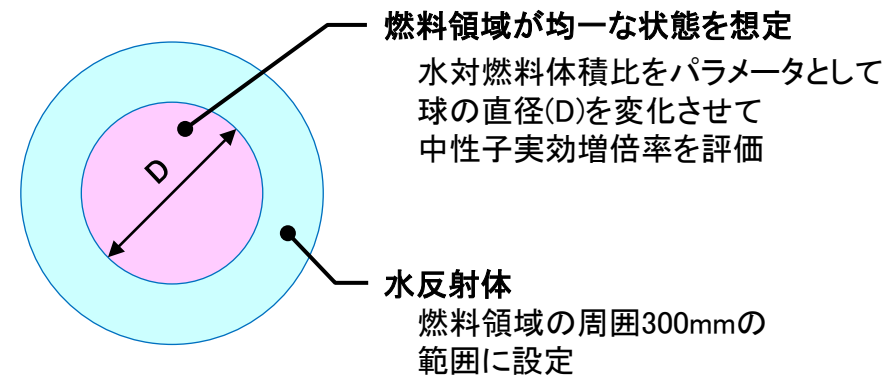 燃料領域が均一な状態を想定
水対燃料体積比をパラメータとして
球の直径(D)を変化させて
中性子実効増倍率を評価
D
水反射体
燃料領域の周囲300mmの
範囲に設定